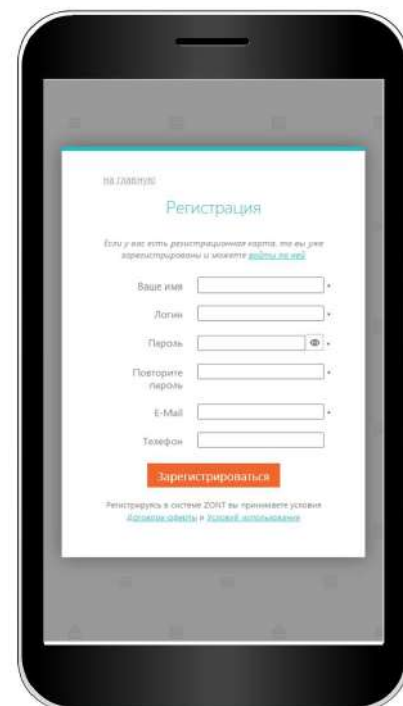 на главную
Регистрация
Если у вас есть регистрационная карта, то вы уже
зарегистрированы и можете войти по ней
Ваше имя *
Логин *
Пароль *
Повторите *
пароль
E-Mail *
Телефон
Зарегистрироваться
Регистрируясь в системе ZONT вы принимаете условия
Договора оферты и Условий использования